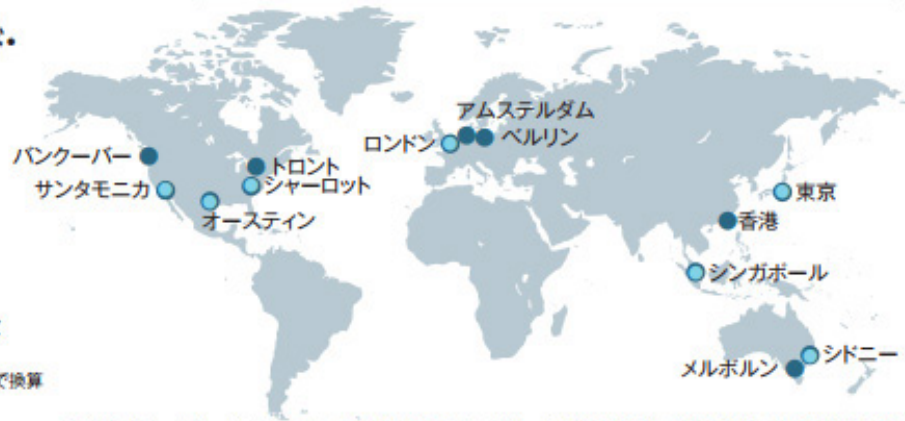 アムステルダム
ロンドン
ベルリン
バンクーバー
トロント
サンタモニカ
シャーロット
オースティン
東京
香港
シンガポール
シドニー
メルボルン
で換算